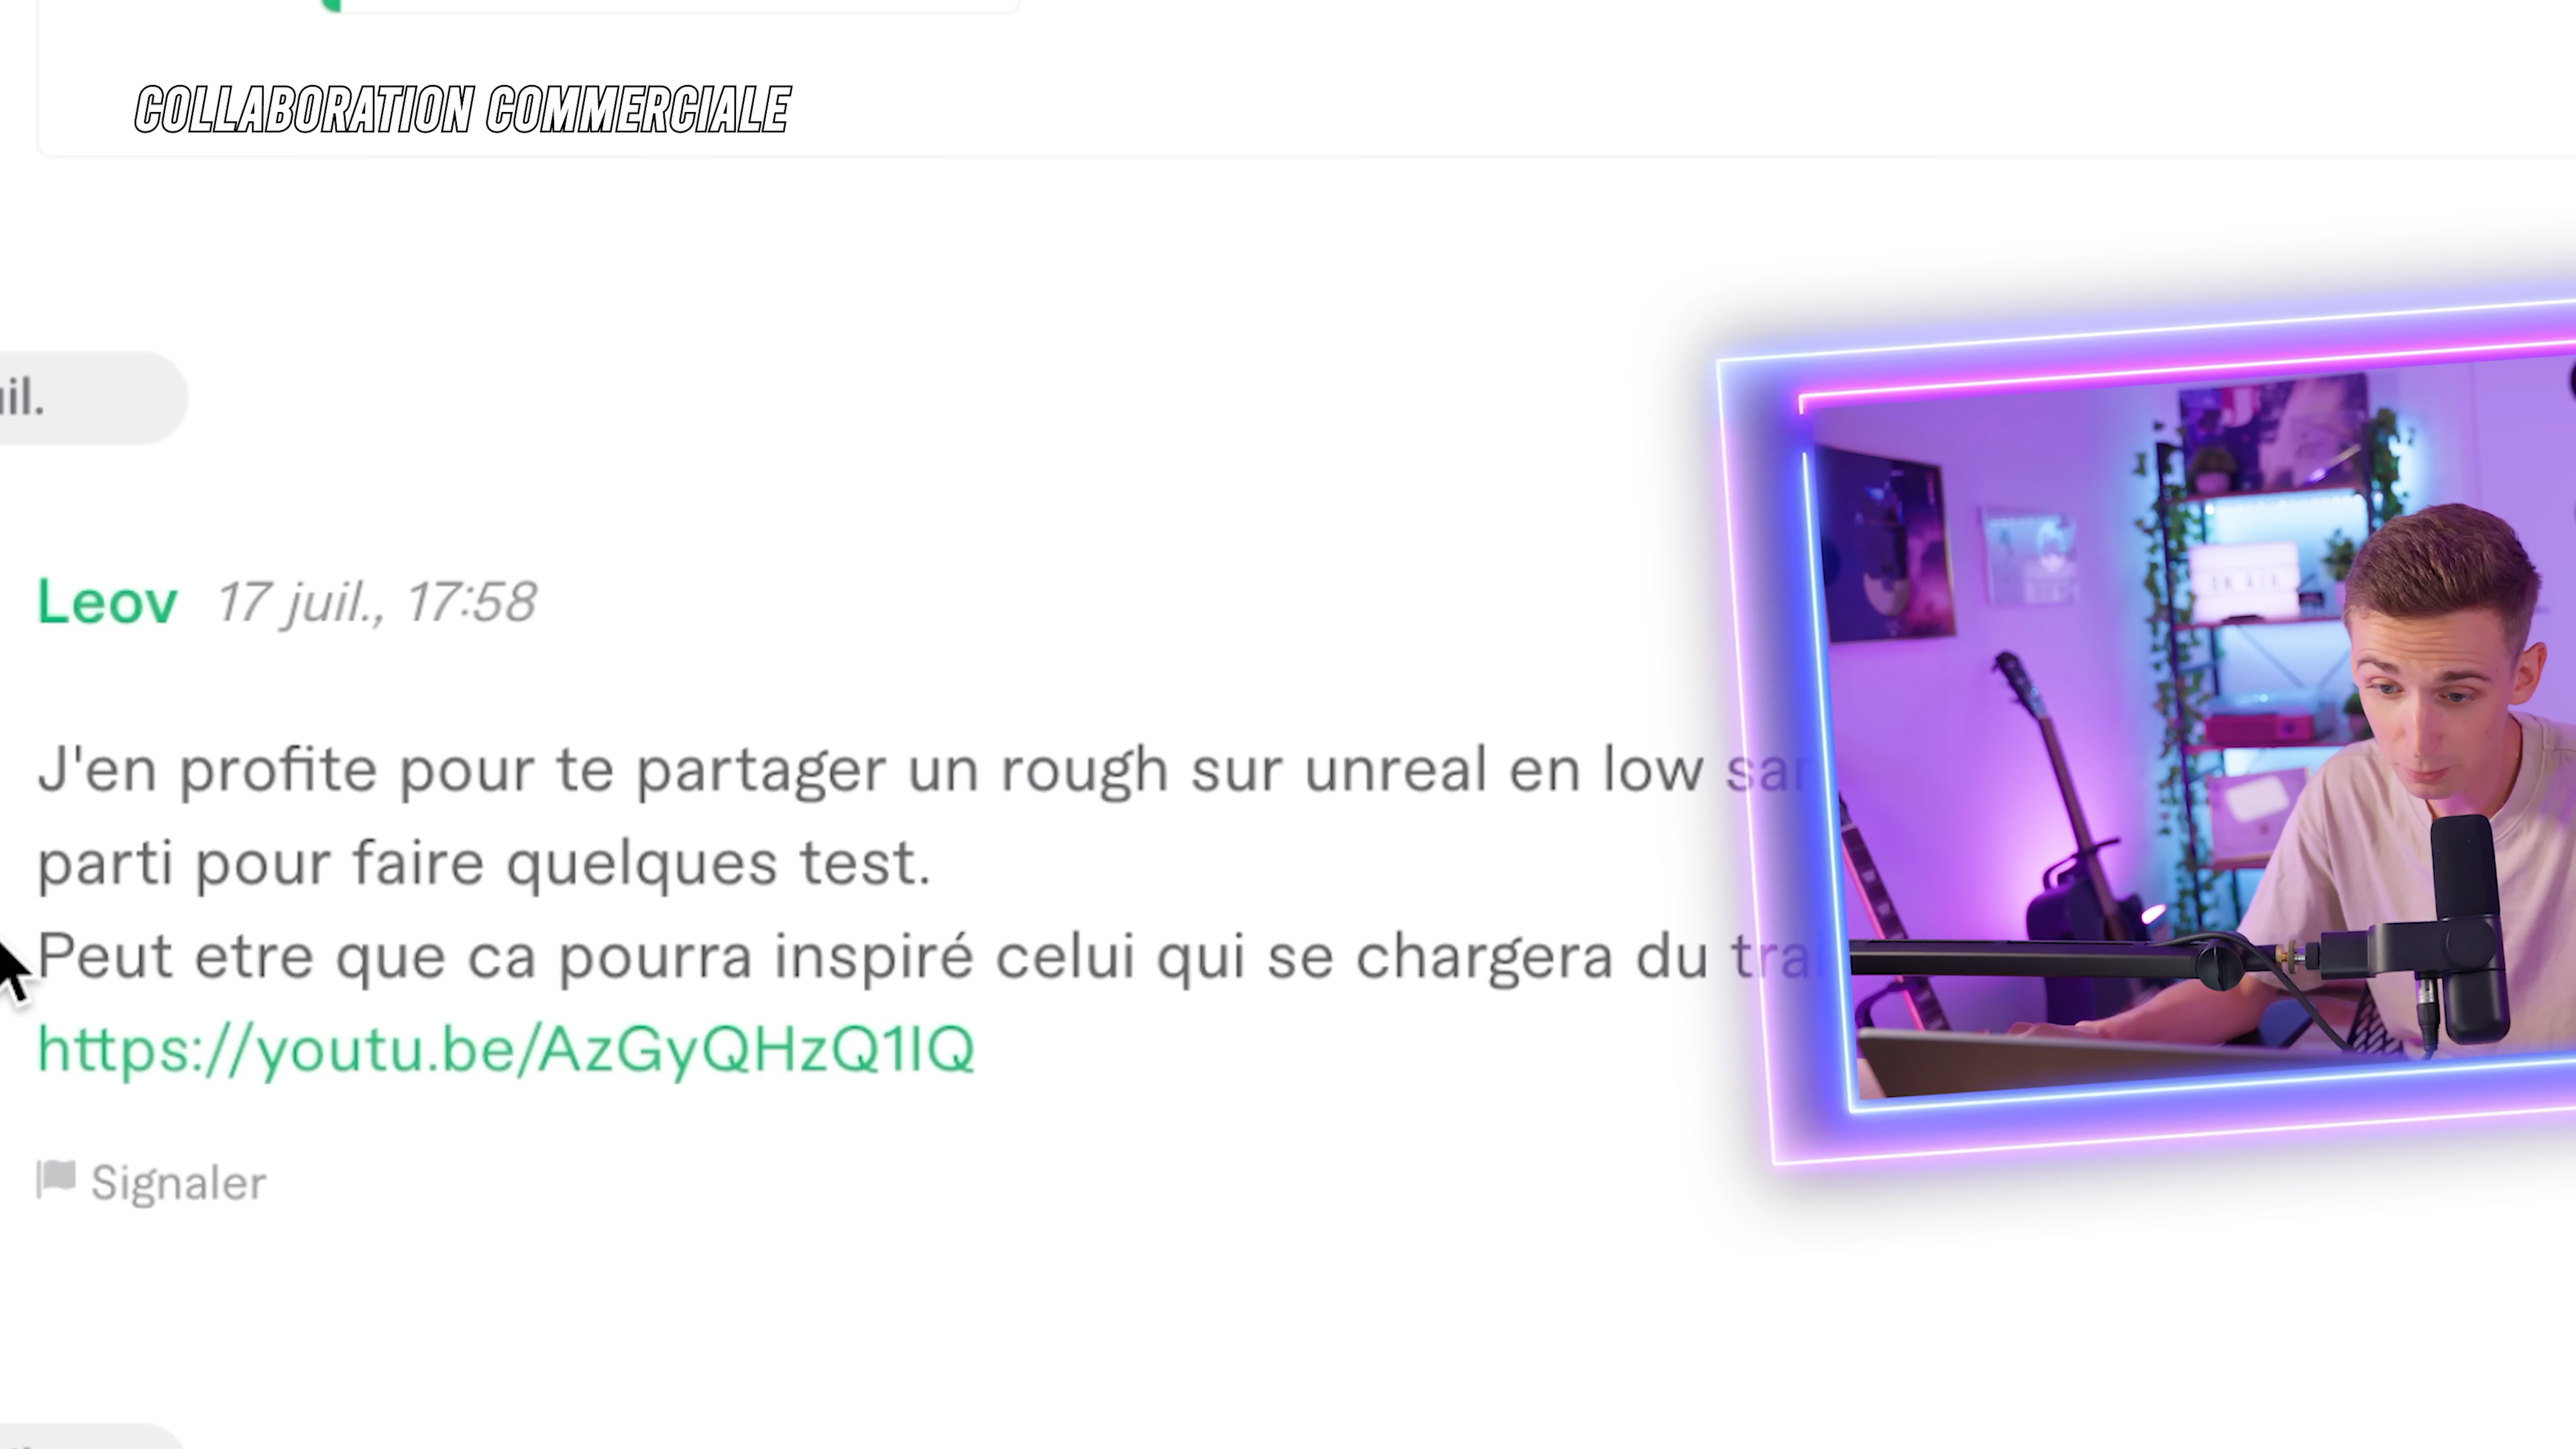 COLLABORATION COMMERCIALE
Leov 17 juil., 17:58
J'en profite pour te partager un rough sur unreal en low
parti pour faire quelques test.
Peut etre que ca pourra inspiré celui qui se chargera du
https://youtu.be/AzGyQHzQ1IQ
Signaler